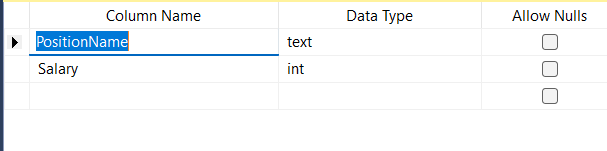 Column Name Data Type Allow Nulls
PositionName text
Salary int